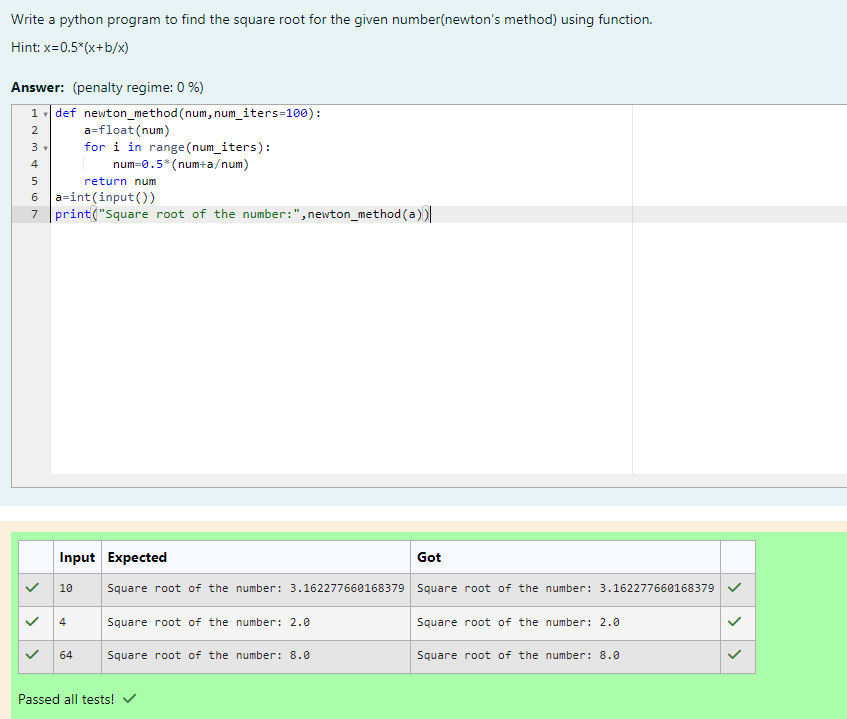 Write a python program to find the square root for the given number(newton's method) using function.
Hint: x=0.5*(x+b/x)
Answer: (penalty regime: 0 %)
1 def newton_method(num,num_iters=100):
2     a=float(num)
3     for i in range(num_iters):
4         num=0.5*(num+a/num)
5     return num
6 a=int(input())
7 print("Square root of the number:",newton_method(a))
Input Expected Got
10 Square root of the number: 3.162277660168379 Square root of the number: 3.162277660168379
4 Square root of the number: 2.0 Square root of the number: 2.0
64 Square root of the number: 8.0 Square root of the number: 8.0
Passed all tests!